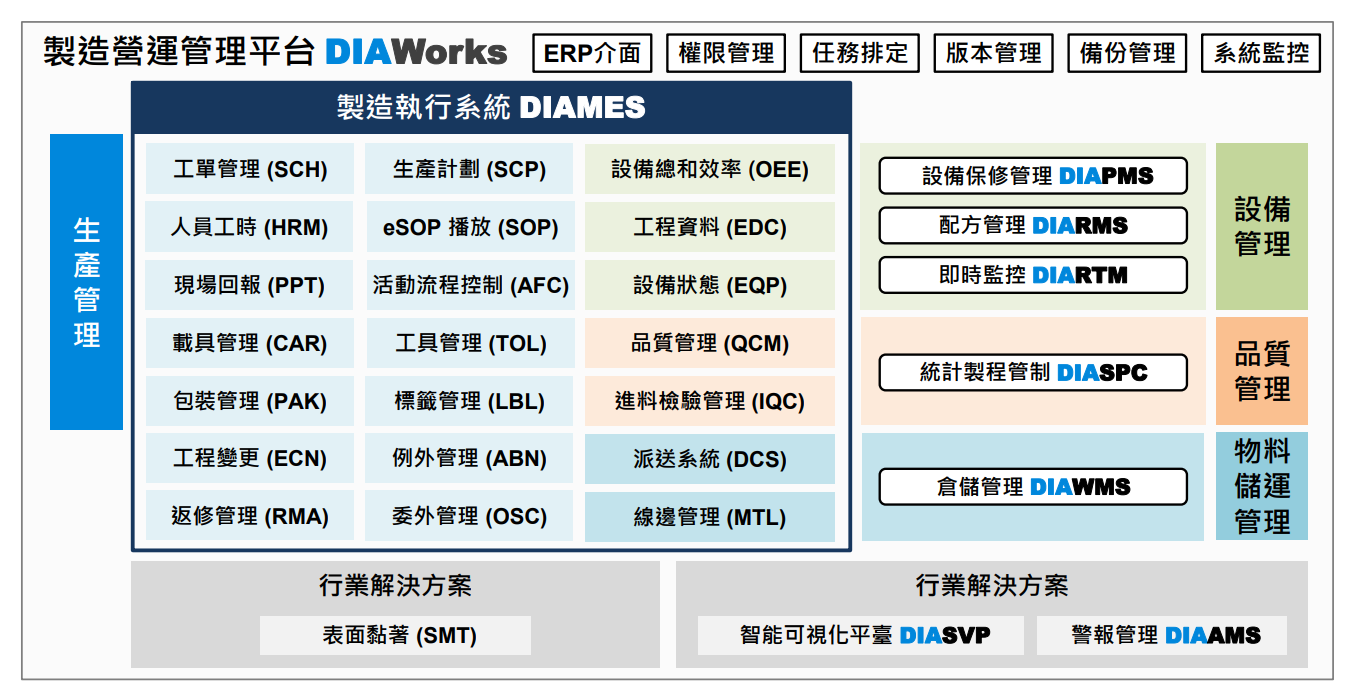 製造營運管理平台 DIAWorks
ERP介面
權限管理
任務排定
版本管理
備份管理
系統監控
製造執行系統 DIAMES
生產管理
工單管理 (SCH)
生產計劃 (SCP)
設備總和效率 (OEE)
人員工時 (HRM)
eSOP 播放 (SOP)
工程資料 (EDC)
現場回報 (PPT)
活動流程控制 (AFC)
設備狀態 (EQP)
載具管理 (CAR)
工具管理 (TOL)
品質管理 (QCM)
包裝管理 (PAK)
標籤管理 (LBL)
進料檢驗管理 (IQC)
工程變更 (ECN)
例外管理 (ABN)
派送系統 (DCS)
返修管理 (RMA)
委外管理 (OSC)
線邊管理 (MTL)
設備保修管理 DIAPMS
配方管理 DIARMS
即時監控 DIARTM
設備
管理
統計製程管制 DIASPC
品質
管理
倉儲管理 DIAWMS
物料
儲運
管理
行業解決方案
表面黏著 (SMT)
行業解決方案
智能可視化平臺 DIASVP
警報管理 DIAAMS